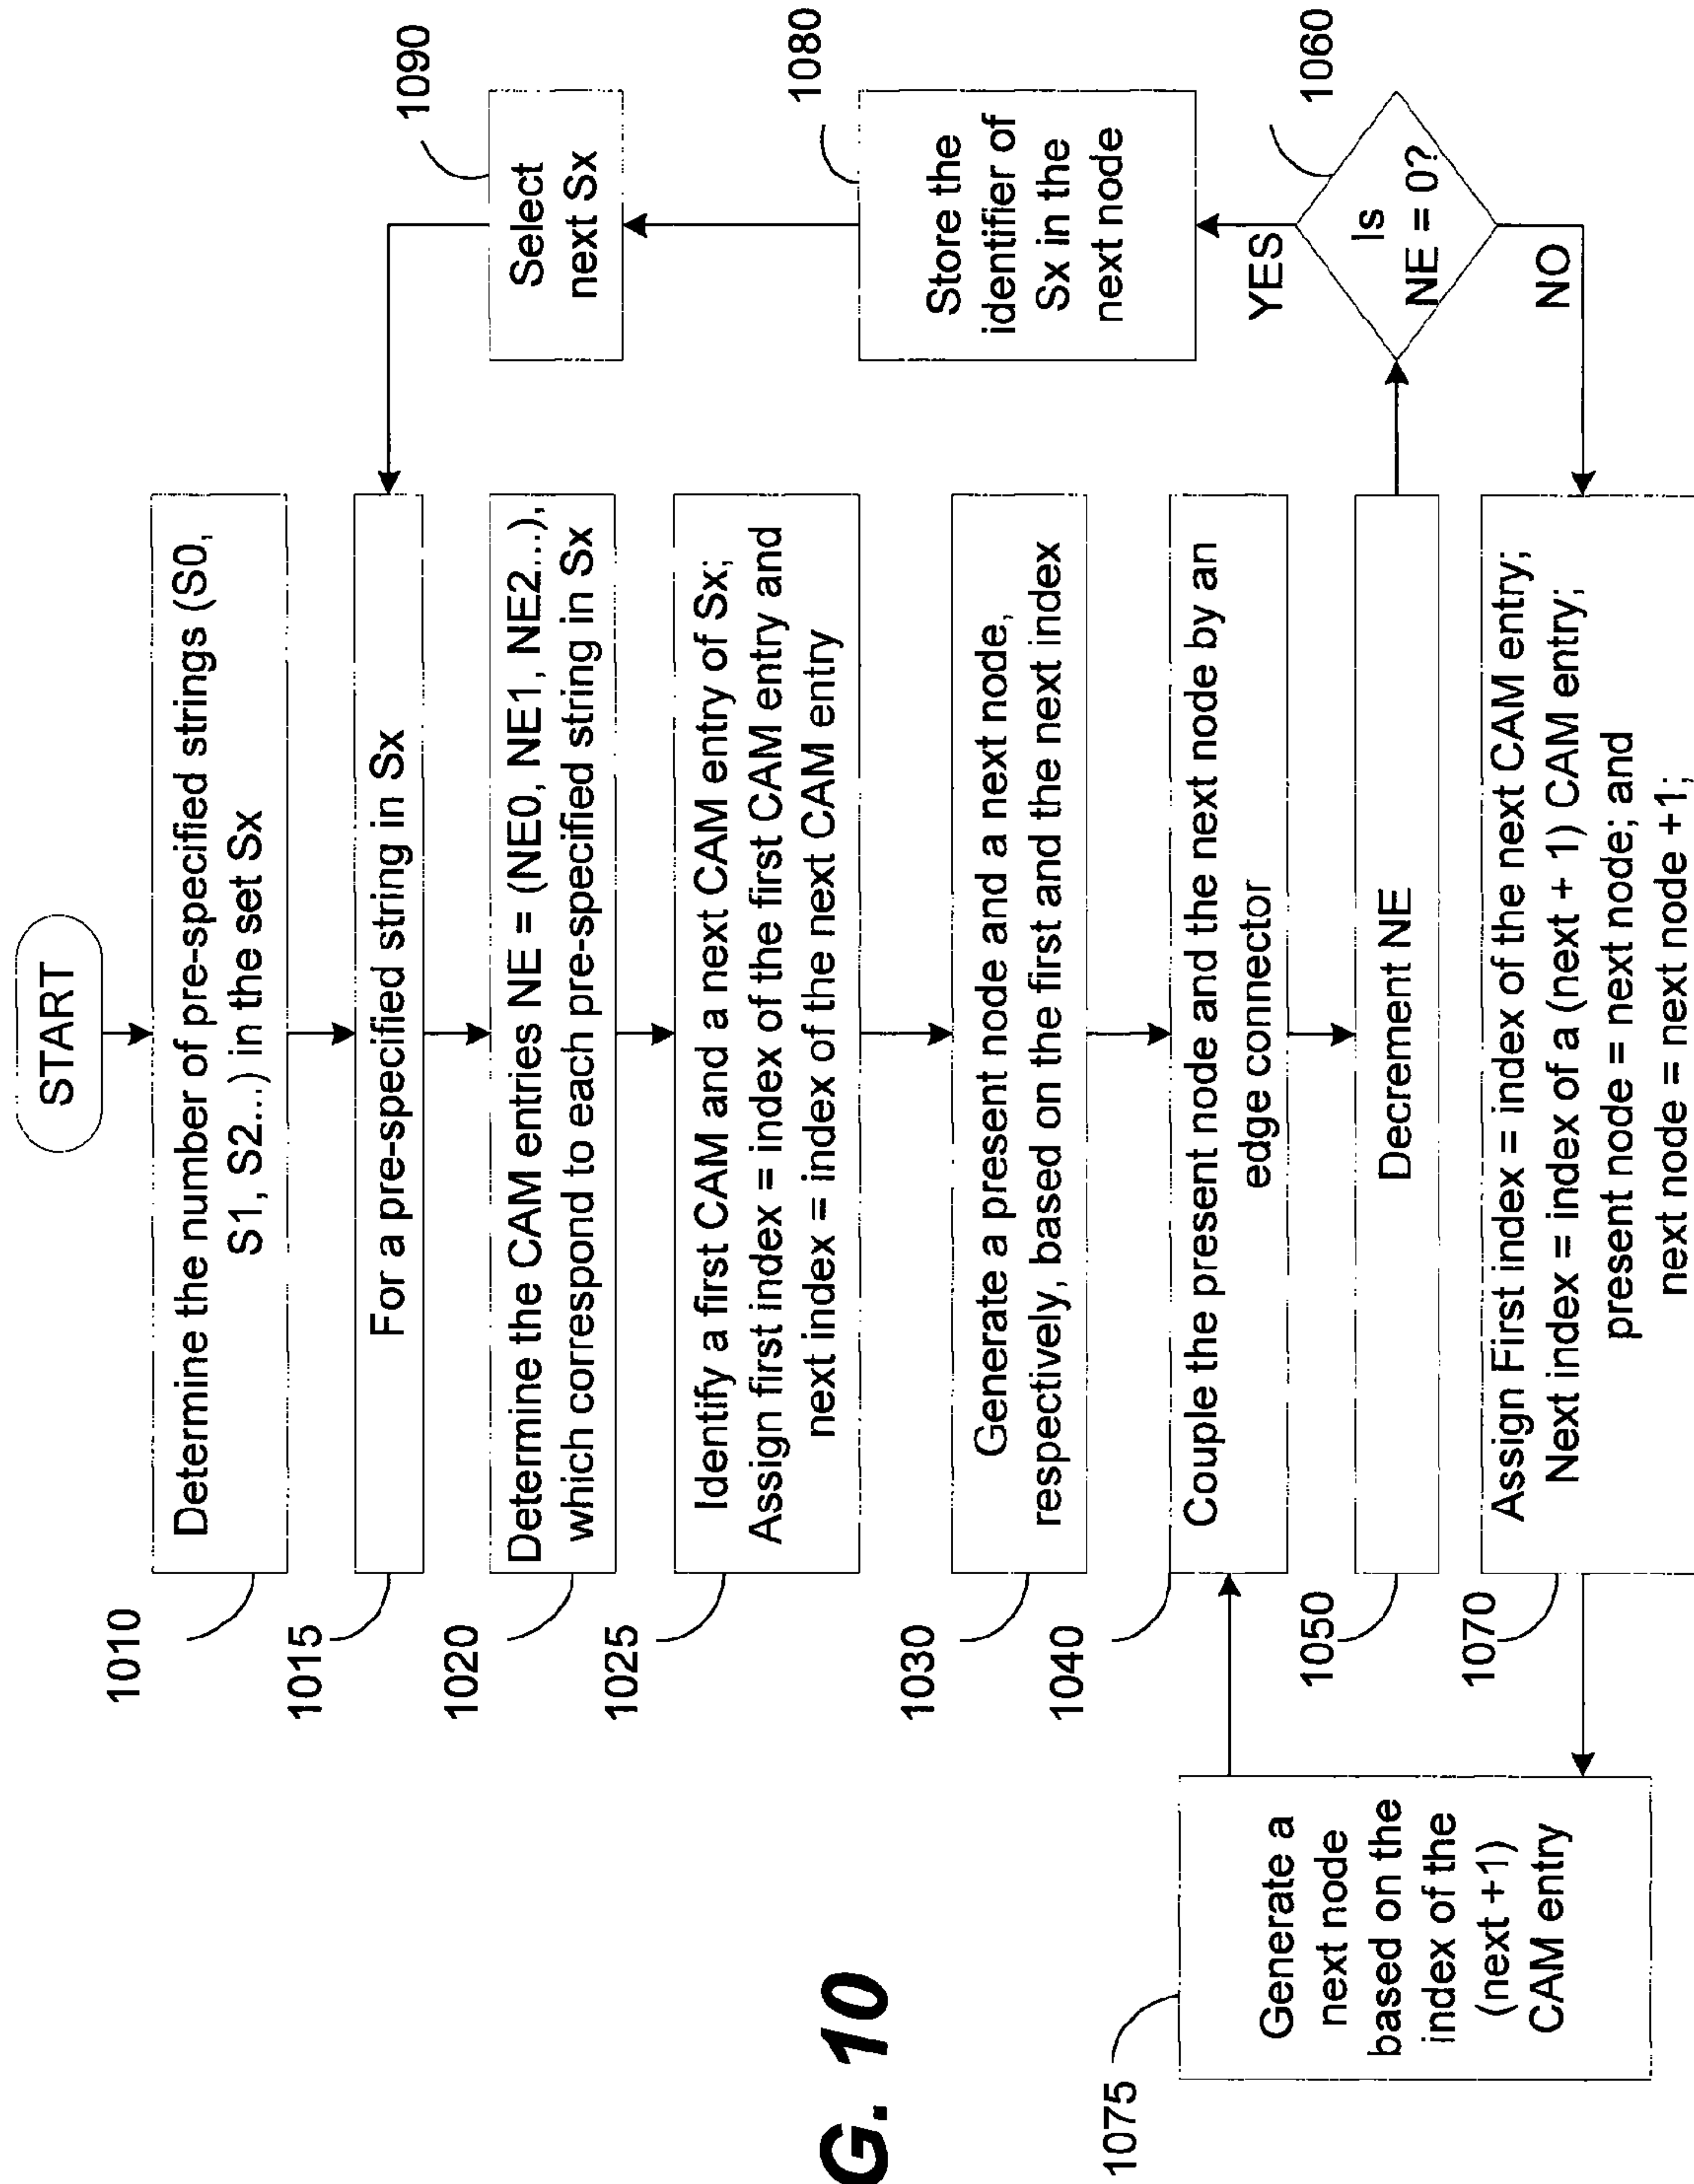 START
1010
Determine the number of pre-specified strings (S0,
S1, S2...) in the set Sx
1015
For a pre-specified string in Sx
1020
Determine the CAM entries NE = (NE0, NE1, NE2...),
which correspond to each pre-specified string in Sx
1025
Identify a first CAM and a next CAM entry of Sx;
Assign first index = index of the first CAM entry and
next index = index of the next CAM entry
1030
Generate a present node and a next node,
respectively, based on the first and the next index
1040
Couple the present node and the next node by an
edge connector
1050
Decrement NE
1060
Is
NE = 0?
YES
NO
1070
Assign First index = index of the next CAM entry;
Next index = index of a (next + 1) CAM entry;
present node = next node; and
next node = next node +1;
1075
Generate a
next node
based on the
index of the
(next +1)
CAM entry
1080
Store the
identifier of
Sx in the
next node
1090
Select
next Sx
G. 10